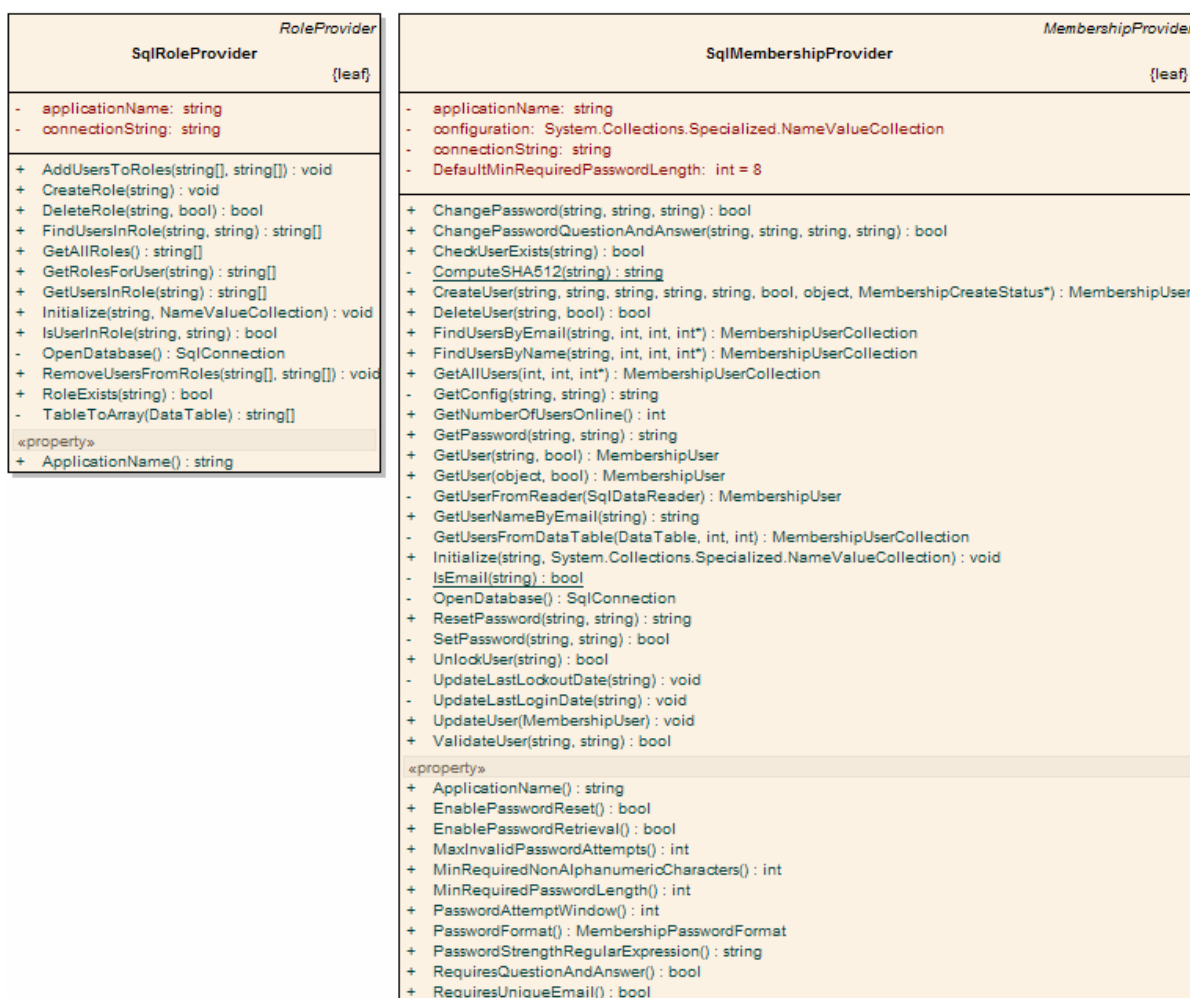 RoleProvider
SqlRoleProvider
{leaf}
- applicationName: string
- connectionString: string
+ AddUsersToRoles(string[], string[]) : void
+ CreateRole(string) : void
+ DeleteRole(string, bool) : bool
+ FindUsersInRole(string, string) : string[]
+ GetAllRoles() : string[]
+ GetRolesForUser(string) : string[]
+ GetUsersInRole(string) : string[]
+ Initialize(string, NameValueCollection) : void
+ IsUserInRole(string, string) : bool
- OpenDatabase() : SqlConnection
+ RemoveUsersFromRoles(string[], string[]) : void
+ RoleExists(string) : bool
- TableToArray(DataTable) : string[]
«property»
+ ApplicationName() : string
MembershipProvider
SqlMembershipProvider
{leaf}
- applicationName: string
- configuration: System.Collections.Specialized.NameValueCollection
- connectionString: string
- DefaultMinRequiredPasswordLength: int = 8
+ ChangePassword(string, string, string) : bool
+ ChangePasswordQuestionAndAnswer(string, string, string, string) : bool
+ CheckUserExists(string) : bool
- ComputeSHA512(string) : string
+ CreateUser(string, string, string, string, string, bool, object, MembershipCreateStatus*) : MembershipUser
+ DeleteUser(string, bool) : bool
+ FindUsersByEmail(string, int, int, int*) : MembershipUserCollection
+ FindUsersByName(string, int, int, int*) : MembershipUserCollection
+ GetAllUsers(int, int, int*) : MembershipUserCollection
- GetConfig(string, string) : string
+ GetNumberOfUsersOnline() : int
+ GetPassword(string, string) : string
+ GetUser(string, bool) : MembershipUser
+ GetUser(object, bool) : MembershipUser
- GetUserFromReader(SqlDataReader) : MembershipUser
+ GetUserNameByEmail(string) : string
- GetUsersFromDataTable(DataTable, int, int) : MembershipUserCollection
+ Initialize(string, System.Collections.Specialized.NameValueCollection) : void
- IsEmail(string) : bool
- OpenDatabase() : SqlConnection
+ ResetPassword(string, string) : string
- SetPassword(string, string) : bool
+ UnlockUser(string) : bool
- UpdateLastLockoutDate(string) : void
- UpdateLastLoginDate(string) : void
+ UpdateUser(MembershipUser) : void
+ ValidateUser(string, string) : bool
«property»
+ ApplicationName() : string
+ EnablePasswordReset() : bool
+ EnablePasswordRetrieval() : bool
+ MaxInvalidPasswordAttempts() : int
+ MinRequiredNonAlphanumericCharacters() : int
+ MinRequiredPasswordLength() : int
+ PasswordAttemptWindow() : int
+ PasswordFormat() : MembershipPasswordFormat
+ PasswordStrengthRegularExpression() : string
+ RequiresQuestionAndAnswer() : bool
+ RequiresUniqueEmail() : bool